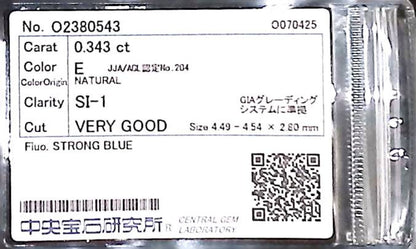 No. O2380543 O070425
Carat 0.343 ct
Color E JJA/AGL認定No.204
ColorOrigin NATURAL
Clarity SI-1 GIAグレーディングシステムに準拠
Cut VERY GOOD Size 4.49 - 4.54 × 2.80 mm
Fluo. STRONG BLUE
中央宝石研究所® CENTRAL GEM LABORATORY